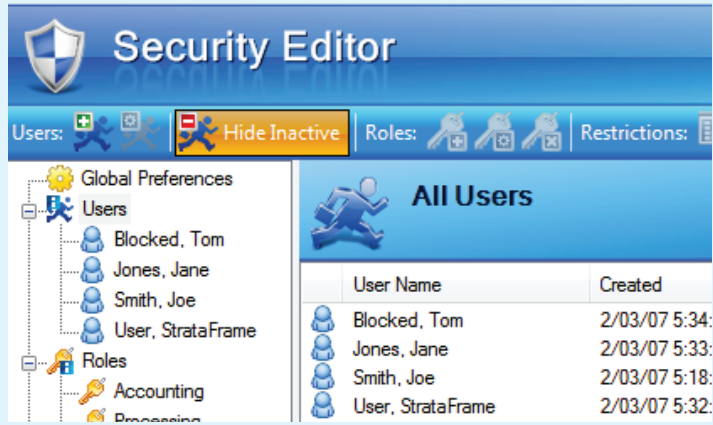 Security Editor
Users: Hide Inactive Roles: Restrictions:
Global Preferences
Users
Blocked, Tom
Jones, Jane
Smith, Joe
User, StrataFrame
Roles
Accounting
Processing
All Users
User Name Created
Blocked, Tom 2/03/07 5:34:
Jones, Jane 2/03/07 5:33:
Smith, Joe 2/03/07 5:18:
User, StrataFrame 2/03/07 5:32: